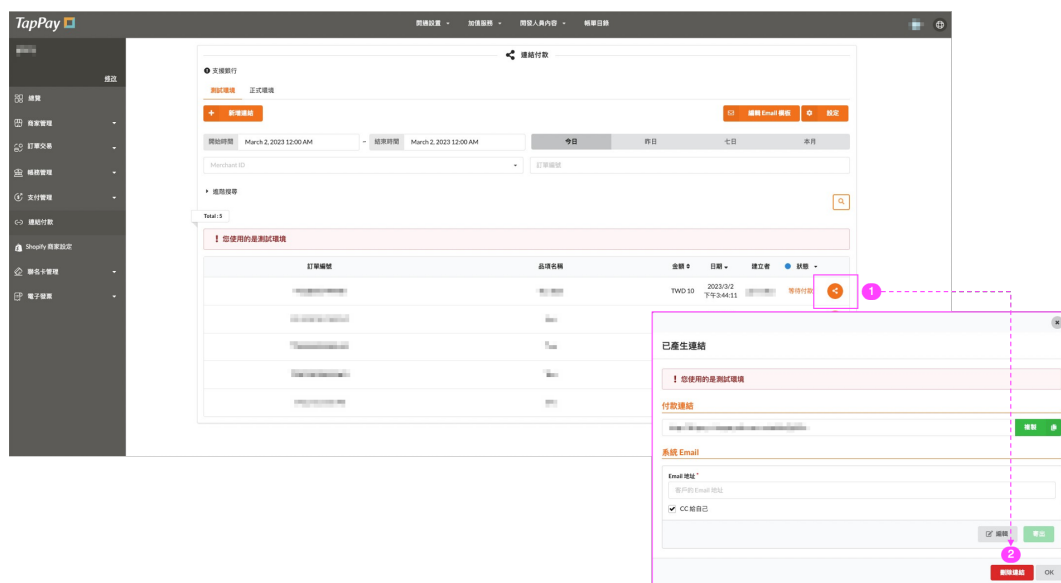 TapPay
開通設置
加值服務
開發人員內容
帳單目錄
修改
總覽
商家管理
訂單交易
帳務管理
支付管理
連結付款
Shopify 商家設定
聯名卡管理
電子發票
連結付款
支援銀行
測試環境 正式環境
+ 新增連結
編輯 Email 模板
設定
開始時間 March 2, 2023 12:00 AM ~ 結束時間 March 2, 2023 12:00 AM
今日 昨日 七日 本月
Merchant ID
訂單編號
進階搜尋
Total : 5
! 您使用的是測試環境
訂單編號 品項名稱 金額 日期 建立者 狀態
TWD 10 2023/3/2 等待付款
下午3:44:11
1
已產生連結
! 您使用的是測試環境
付款連結
複製
系統 Email
Email 地址 *
客戶的 Email 地址
CC 給自己
編輯 寄出
2
刪除連結 OK